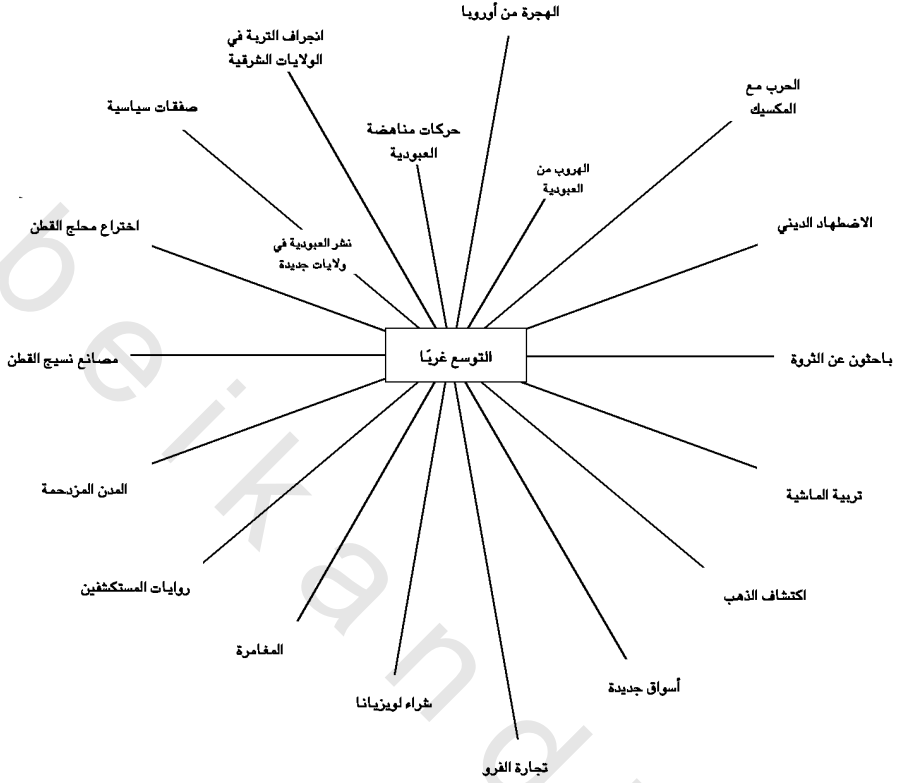 الهجرة من أوروبا
انجراف التربة في
الولايات الشرقية
الحرب مع
المكسيك
صفقات سياسية
حركات مناهضة
العبودية
الهروب من
العبودية
الاضطهاد الديني
اختراع محلج القطن
نشر العبودية في
ولايات جديدة
التوسع غربًا
باحثون عن الثروة
مصانع نسيج القطن
المدن المزدحمة
تربية الماشية
روايات المستكشفين
اكتشاف الذهب
المغامرة
أسواق جديدة
شراء لويزيانا
تجارة الفرو
beikand